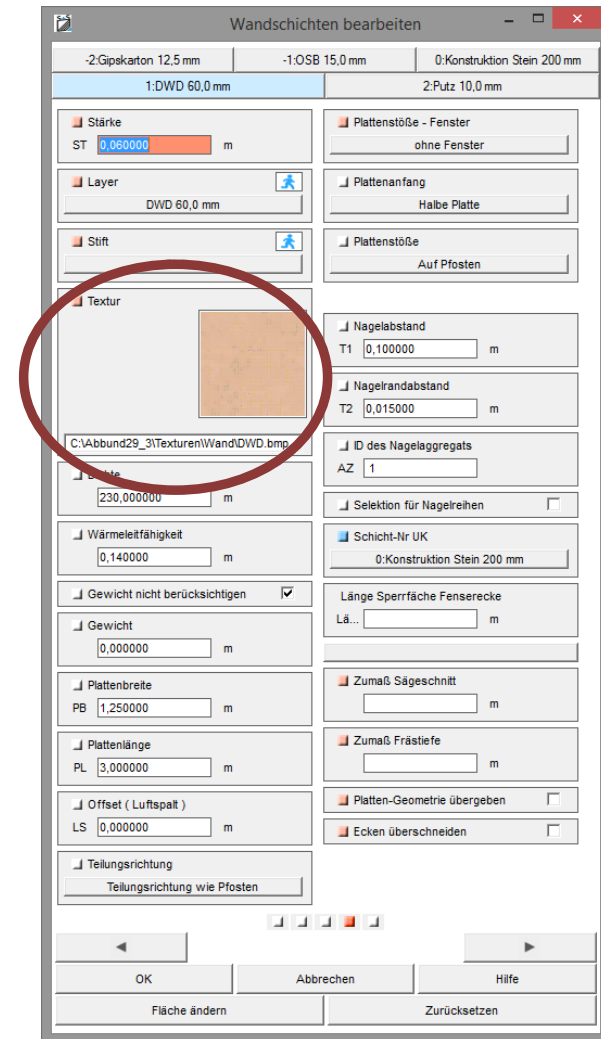 Wandschichten bearbeiten
-2:Gipskarton 12,5 mm
-1:OSB 15,0 mm
0:Konstruktion Stein 200 mm
1:DWD 60,0 mm
2:Putz 10,0 mm
Stärke
ST 0,060000 m
Layer
DWD 60,0 mm
Stift
Textur
C:\Abbund29_3\Texturen\Wand\DWD.bmp
230,000000 m
Wärmeleitfähigkeit
0,140000 m
Gewicht nicht berücksichtigen
Gewicht
0,000000 m
Plattenbreite
PB 1,250000 m
Plattenlänge
PL 3,000000 m
Offset ( Luftspalt )
LS 0,000000 m
Teilungsrichtung
Teilungsrichtung wie Pfosten
Plattenstöße - Fenster
ohne Fenster
Plattenanfang
Halbe Platte
Plattenstöße
Auf Pfosten
Nagelabstand
T1 0,100000 m
Nagelrandabstand
T2 0,015000 m
ID des Nagelaggregats
AZ 1
Selektion für Nagelreihen
Schicht-Nr UK
0:Konstruktion Stein 200 mm
Länge Sperrfäche Fenserecke
Lä... m
Zumaß Sägeschnitt
m
Zumaß Frästiefe
m
Platten-Geometrie übergeben
Ecken überschneiden
OK
Abbrechen
Hilfe
Fläche ändern
Zurücksetzen